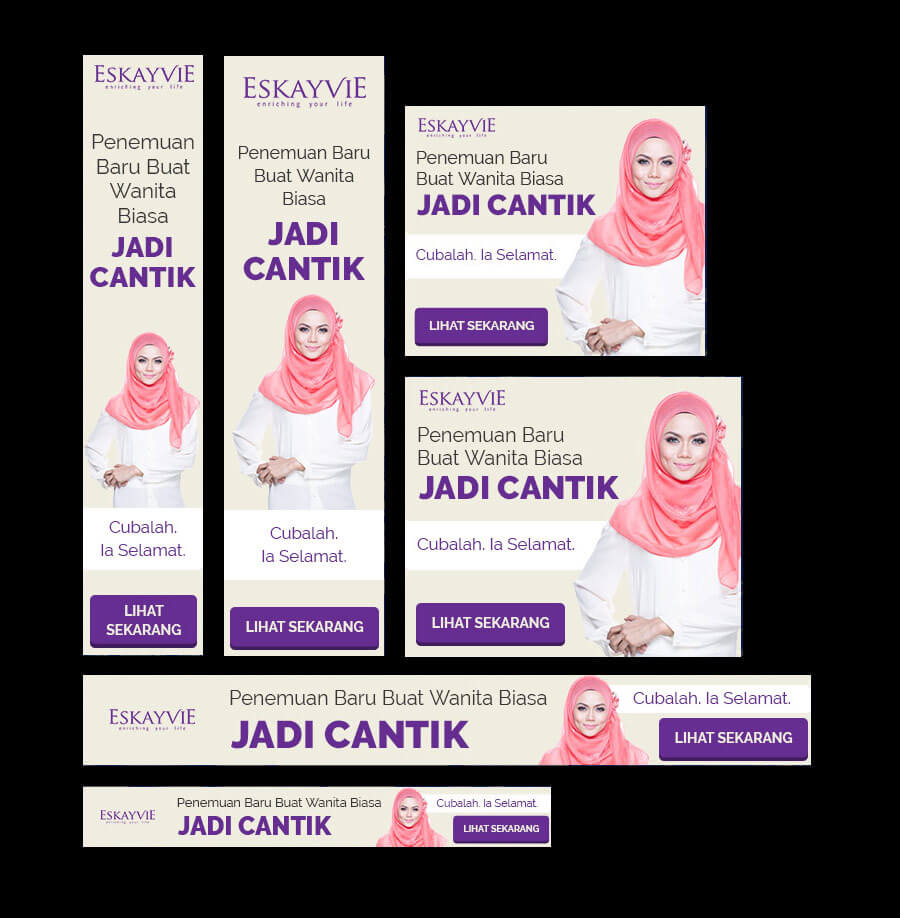 ESKAYVIE
enriching your life
Penemuan
Baru Buat
Wanita
Biasa
JADI
CANTIK
Cubalah.
Ia Selamat.
LIHAT
SEKARANG
ESKAYVIE
enriching your life
Penemuan Baru
Buat Wanita
Biasa
JADI
CANTIK
Cubalah.
Ia Selamat.
LIHAT SEKARANG
ESKAYVIE
enriching your life
Penemuan Baru
Buat Wanita Biasa
JADI CANTIK
Cubalah. Ia Selamat.
LIHAT SEKARANG
ESKAYVIE
enriching your life
Penemuan Baru
Buat Wanita Biasa
JADI CANTIK
Cubalah. Ia Selamat.
LIHAT SEKARANG
ESKAYVIE
enriching your life
Penemuan Baru Buat Wanita Biasa
JADI CANTIK
Cubalah. Ia Selamat.
LIHAT SEKARANG
ESKAYVIE
enriching your life
Penemuan Baru Buat Wanita Biasa
JADI CANTIK
Cubalah. Ia Selamat.
LIHAT SEKARANG